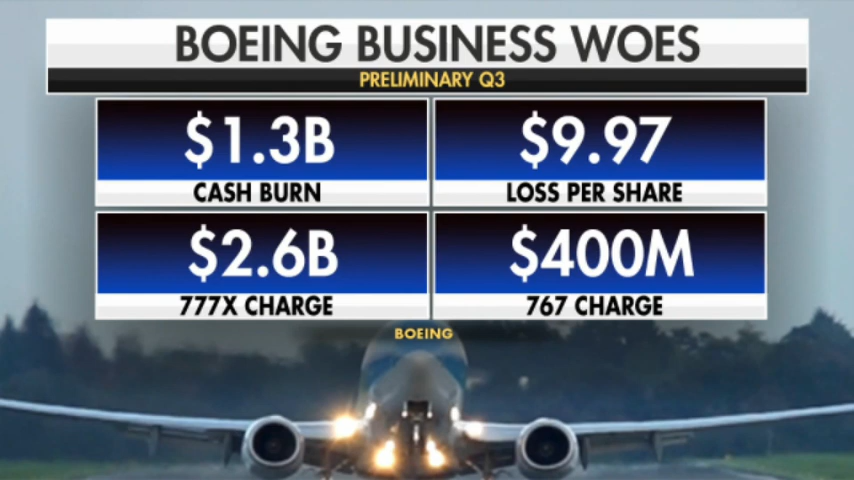 BOEING BUSINESS WOES
PRELIMINARY Q3
$1.3B
CASH BURN
$9.97
LOSS PER SHARE
$2.6B
777X CHARGE
$400M
767 CHARGE
BOEING